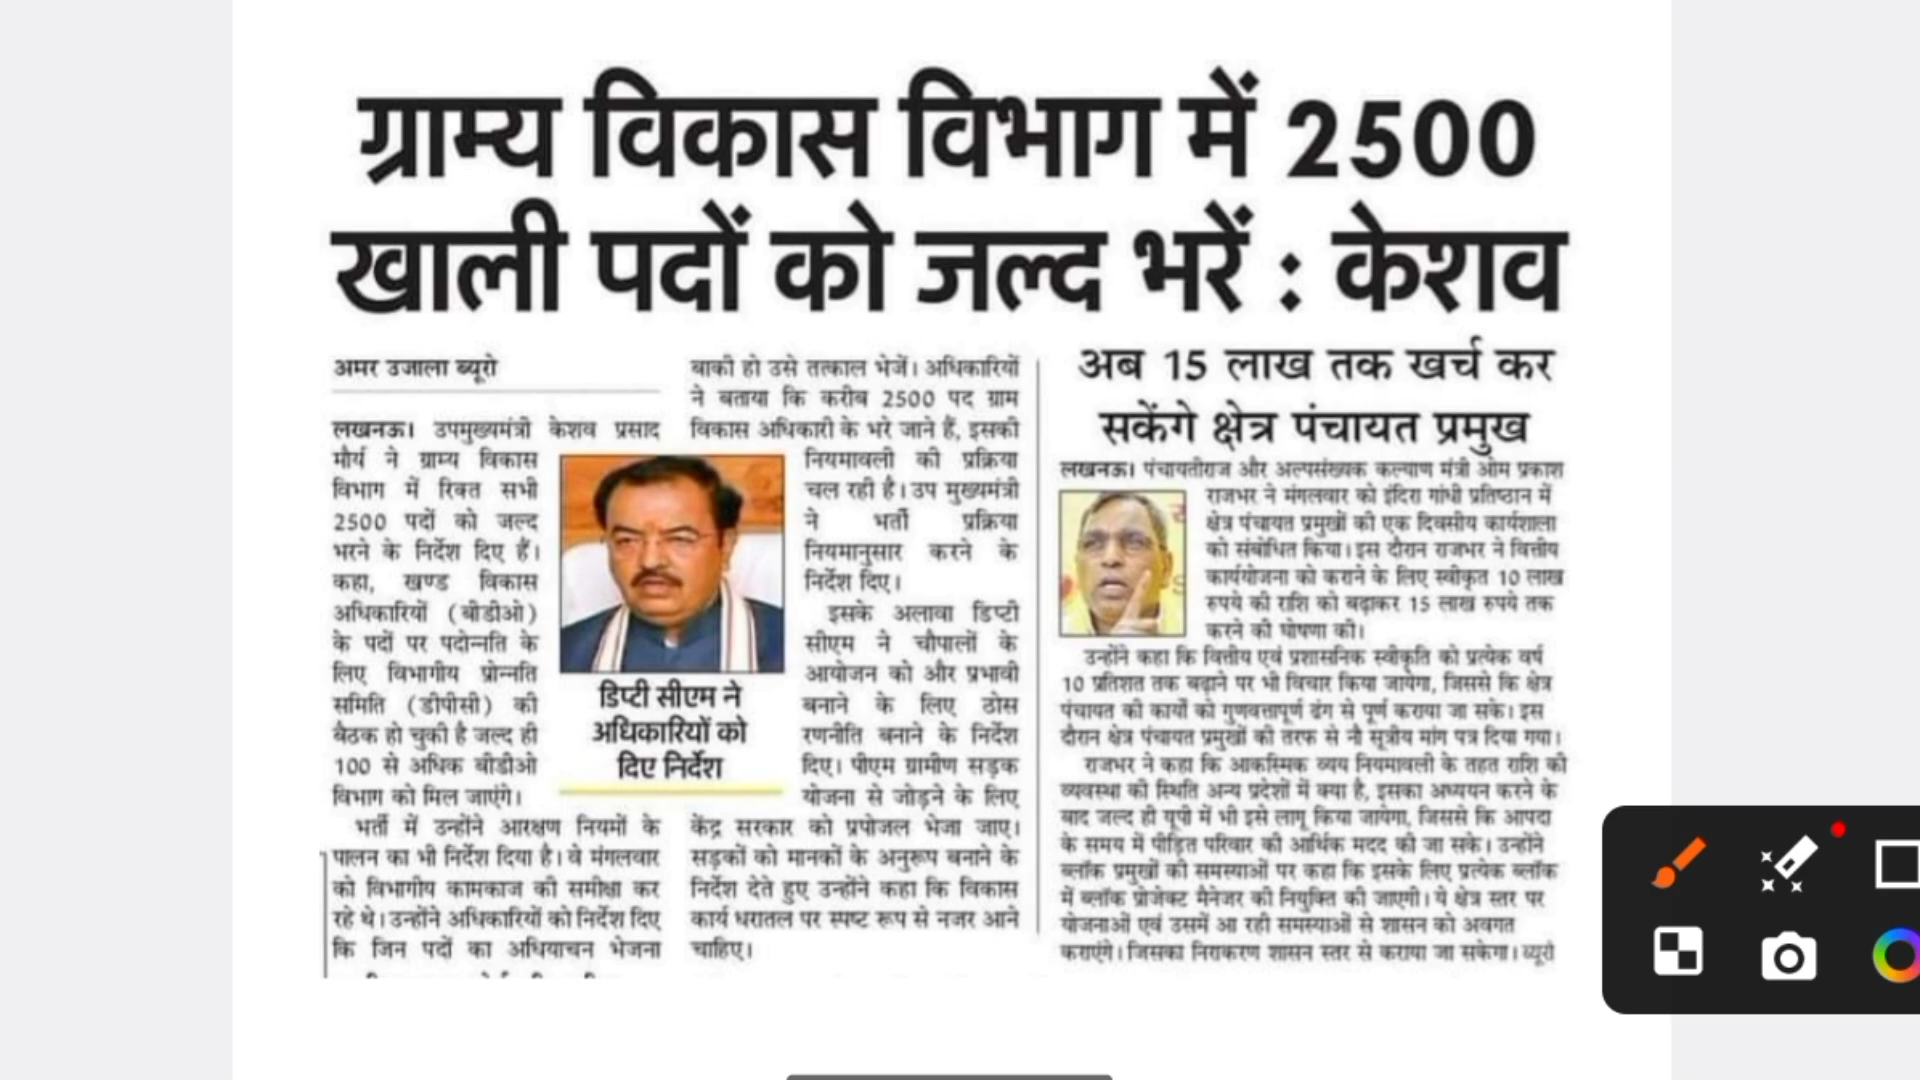 ग्राम्य विकास विभाग में 2500
खाली पदों को जल्द भरें : केशव
अमर उजाला ब्यूरो
लखनऊ। उपमुख्यमंत्री केशव प्रसाद
मौर्य ने ग्राम्य विकास
विभाग में रिक्त सभी
2500 पदों को जल्द
भरने के निर्देश दिए हैं।
कहा, खण्ड विकास
अधिकारियों (बीडीओ)
के पदों पर पदोन्नति के
लिए विभागीय प्रोन्नति
समिति (डीपीसी) की
बैठक हो चुकी है जल्द ही
100 से अधिक बीडीओ
विभाग को मिल जाएंगे।
भर्ती में उन्होंने आरक्षण नियमों के
पालन का भी निर्देश दिया है। वे मंगलवार
को विभागीय कामकाज की समीक्षा कर
रहे थे। उन्होंने अधिकारियों को निर्देश दिए
कि जिन पदों का अधियाचन भेजना
डिप्टी सीएम ने
अधिकारियों को
दिए निर्देश
बाकी हो उसे तत्काल भेजें। अधिकारियों
ने बताया कि करीब 2500 पद ग्राम
विकास अधिकारी के भरे जाने हैं, इसकी
नियमावली की प्रक्रिया
चल रही है। उप मुख्यमंत्री
ने भर्ती प्रक्रिया
नियमानुसार करने के
निर्देश दिए।
इसके अलावा डिप्टी
सीएम ने चौपालों के
आयोजन को और प्रभावी
बनाने के लिए ठोस
रणनीति बनाने के निर्देश
दिए। पीएम ग्रामीण सड़क
योजना से जोड़ने के लिए
केंद्र सरकार को प्रपोजल भेजा जाए।
सड़कों को मानकों के अनुरूप बनाने के
निर्देश देते हुए उन्होंने कहा कि विकास
कार्य धरातल पर स्पष्ट रूप से नजर आने
चाहिए।
अब 15 लाख तक खर्च कर
सकेंगे क्षेत्र पंचायत प्रमुख
लखनऊ। पंचायतीराज और अल्पसंख्यक कल्याण मंत्री ओम प्रकाश
राजभर ने मंगलवार को इंदिरा गांधी प्रतिष्ठान में
क्षेत्र पंचायत प्रमुखों की एक दिवसीय कार्यशाला
को संबोधित किया। इस दौरान राजभर ने वित्तीय
कार्ययोजना को कराने के लिए स्वीकृत 10 लाख
रुपये की राशि को बढ़ाकर 15 लाख रुपये तक
करने की घोषणा की।
उन्होंने कहा कि वित्तीय एवं प्रशासनिक स्वीकृति को प्रत्येक वर्ष
10 प्रतिशत तक बढ़ाने पर भी विचार किया जायेगा, जिससे कि क्षेत्र
पंचायत की कार्यों को गुणवत्तापूर्ण ढंग से पूर्ण कराया जा सके। इस
दौरान क्षेत्र पंचायत प्रमुखों की तरफ से नौ सूत्रीय मांग पत्र दिया गया।
राजभर ने कहा कि आकस्मिक व्यय नियमावली के तहत राशि की
व्यवस्था की स्थिति अन्य प्रदेशों में क्या है, इसका अध्ययन करने के
बाद जल्द ही यूपी में भी इसे लागू किया जायेगा, जिससे कि आपदा
के समय में पीड़ित परिवार की आर्थिक मदद की जा सके। उन्होंने
ब्लॉक प्रमुखों की समस्याओं पर कहा कि इसके लिए प्रत्येक ब्लॉक
में ब्लॉक प्रोजेक्ट मैनेजर की नियुक्ति की जाएगी। ये क्षेत्र स्तर पर
योजनाओं एवं उसमें आ रही समस्याओं से शासन को अवगत
कराएंगे। जिसका निराकरण शासन स्तर से कराया जा सकेगा। ब्यूरो